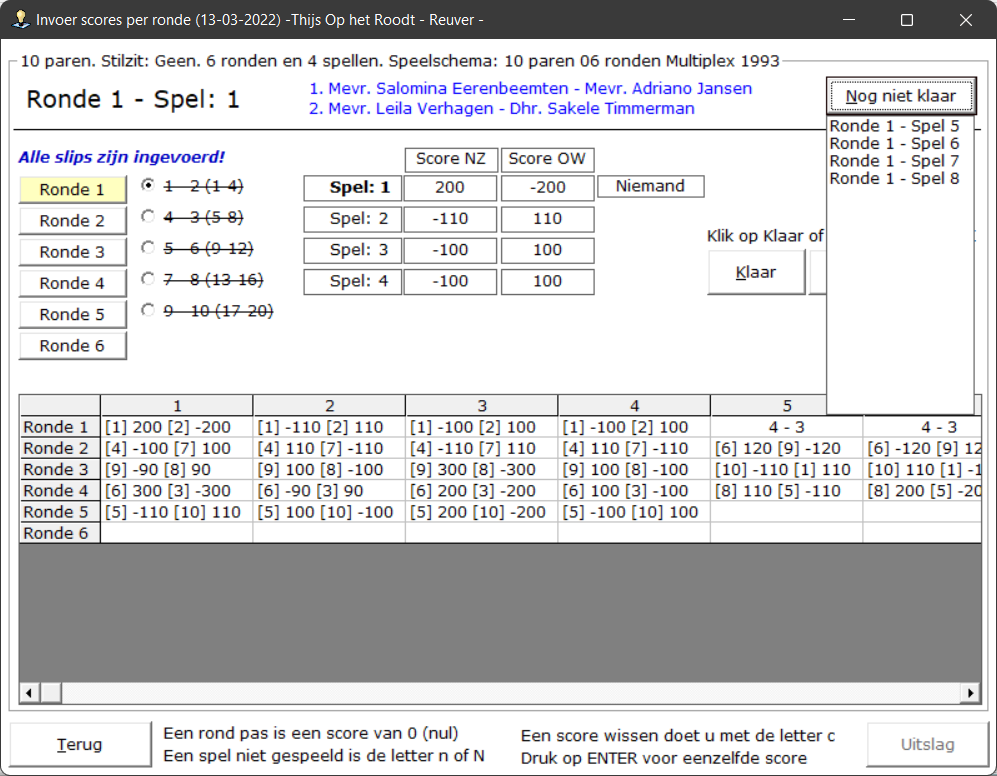 Invoer scores per ronde (13-03-2022) -Thijs Op het Roodt - Reuver -
10 paren. Stilzit: Geen. 6 ronden en 4 spellen. Speelschema: 10 paren 06 ronden Multiplex 1993
Ronde 1 - Spel: 1
1. Mevr. Salomina Eerenbeemten - Mevr. Adriano Jansen
2. Mevr. Leila Verhagen - Dhr. Sakele Timmerman
Nog niet klaar
Ronde 1 - Spel 5
Ronde 1 - Spel 6
Ronde 1 - Spel 7
Ronde 1 - Spel 8
Alle slips zijn ingevoerd!
Score NZ Score OW
Ronde 1 1 - 2 (1-4) Spel: 1 200 -200 Niemand
Ronde 2 4 - 3 (5-8) Spel: 2 -110 110
Ronde 3 5 - 6 (9-12) Spel: 3 -100 100
Ronde 4 7 - 8 (13-16) Spel: 4 -100 100
Ronde 5 9 - 10 (17-20)
Ronde 6
Klik op Klaar of
Klaar
1 2 3 4 5
Ronde 1 [1] 200 [2] -200 [1] -110 [2] 110 [1] -100 [2] 100 [1] -100 [2] 100 4 - 3 4 - 3
Ronde 2 [4] -100 [7] 100 [4] 110 [7] -110 [4] -110 [7] 110 [4] 110 [7] -110 [6] 120 [9] -120 [6] -120 [9] 12
Ronde 3 [9] -90 [8] 90 [9] 100 [8] -100 [9] 300 [8] -300 [9] 100 [8] -100 [10] -110 [1] 110 [10] 110 [1] -1
Ronde 4 [6] 300 [3] -300 [6] -90 [3] 90 [6] 200 [3] -200 [6] 100 [3] -100 [8] 110 [5] -110 [8] 200 [5] -20
Ronde 5 [5] -110 [10] 110 [5] 100 [10] -100 [5] 200 [10] -200 [5] -100 [10] 100
Ronde 6
Terug
Een rond pas is een score van 0 (nul)
Een spel niet gespeeld is de letter n of N
Een score wissen doet u met de letter c
Druk op ENTER voor eenzelfde score
Uitslag